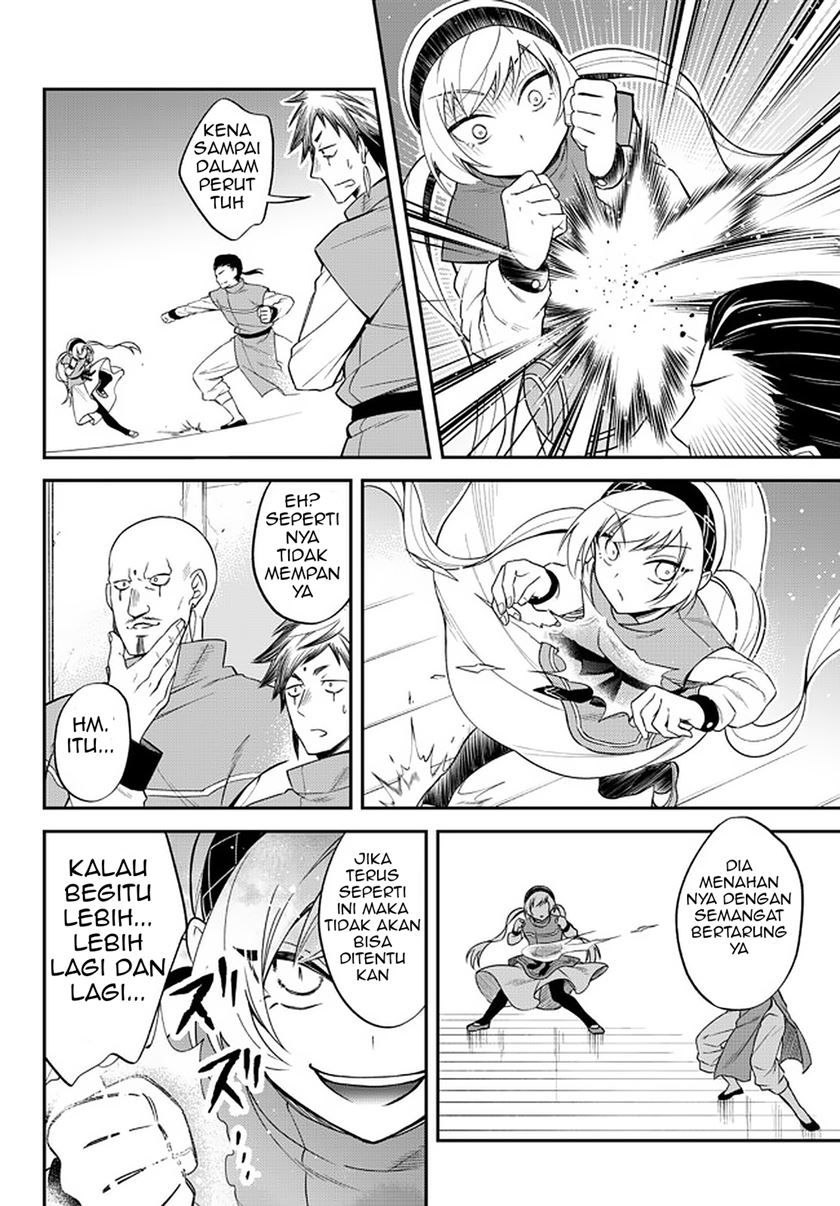 KENA
SAMPAI
DALAM
PERUT
TUH
EH?
SEPERTI
NYA
TIDAK
MEMPAN
YA
HM.
ITU...
DIA
MENAHAN
NYA DENGAN
SEMANGAT
BERTARUNG
YA
JIKA
TERUS
SEPERTI
INI MAKA
TIDAK AKAN
BISA
DITENTU
KAN
KALAU
BEGITU
LEBIH...
LEBIH
LAGI DAN
LAGI...
ズズ…